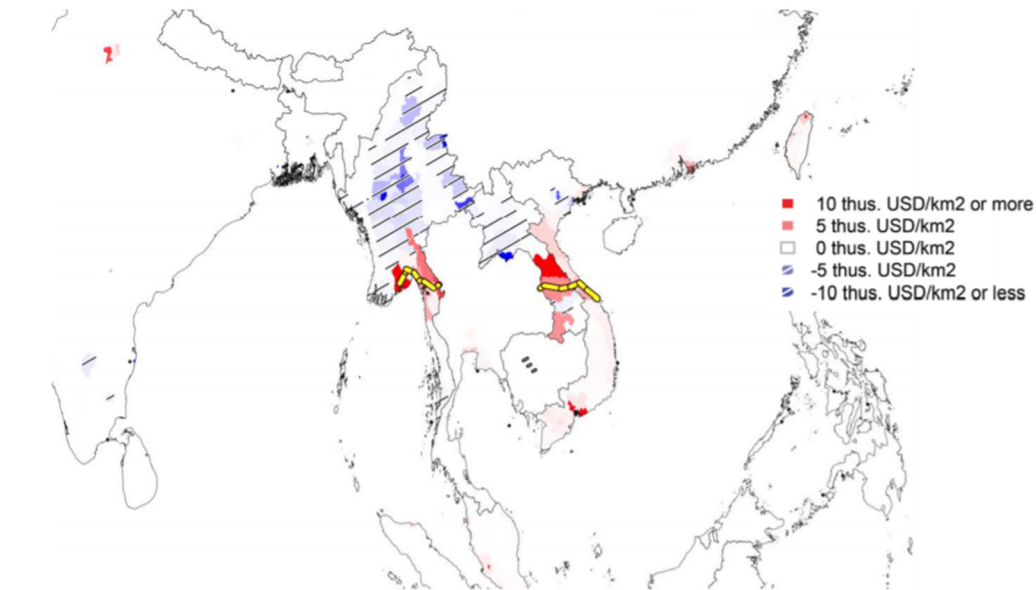 10 thus. USD/km2 or more
5 thus. USD/km2
0 thus. USD/km2
-5 thus. USD/km2
-10 thus. USD/km2 or less